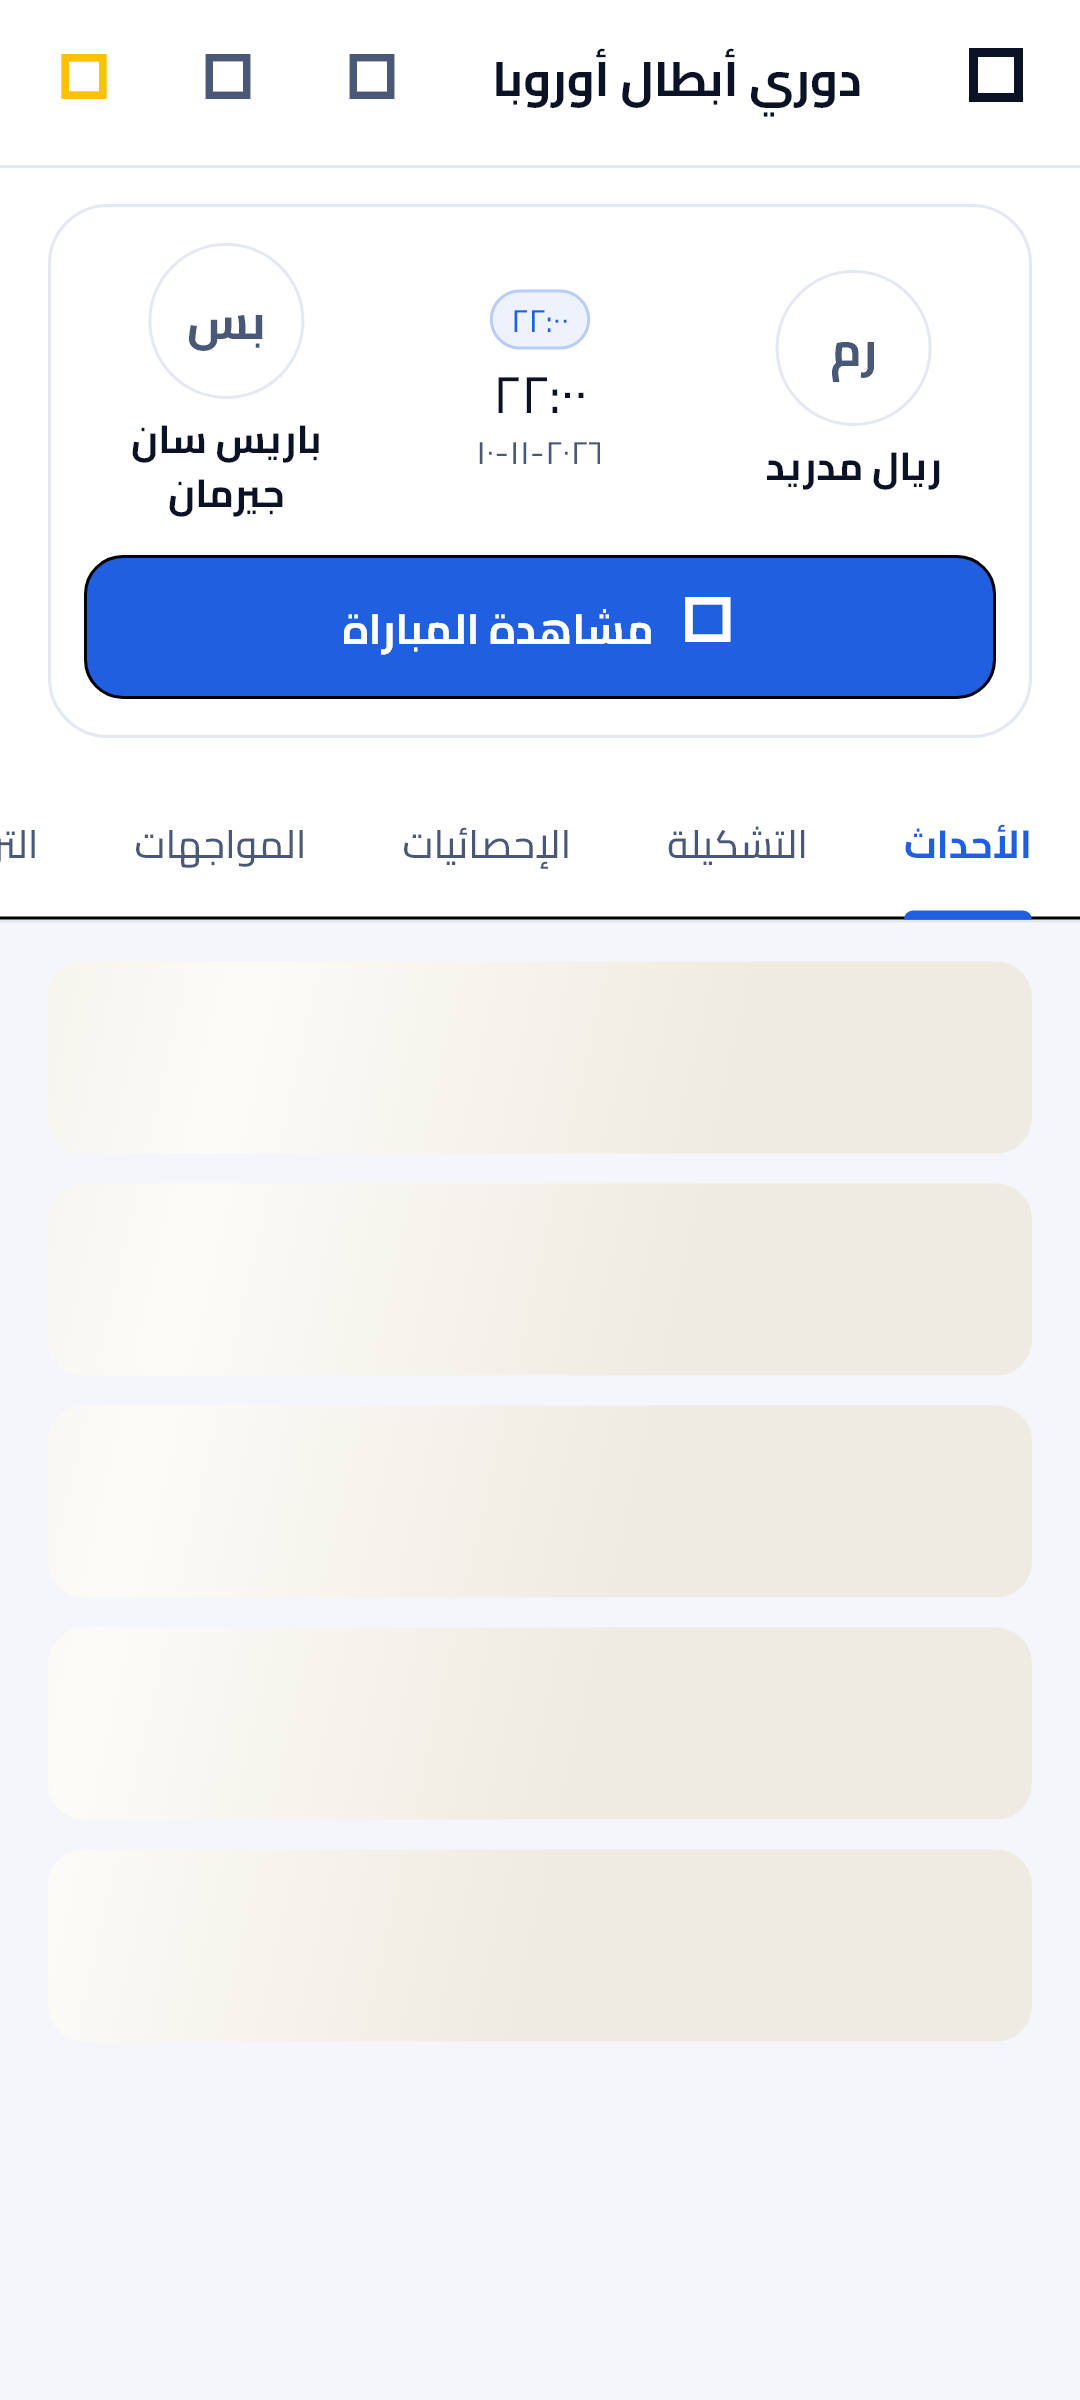 دوري أبطال أوروبا
رم
ريال مدريد
٢٢:٠٠
٢٢:٠٠
٢٠٢٦-١١-١٠
بس
باريس سان
جيرمان
مشاهدة المباراة
الأحداث التشكيلة الإحصائيات المواجهات